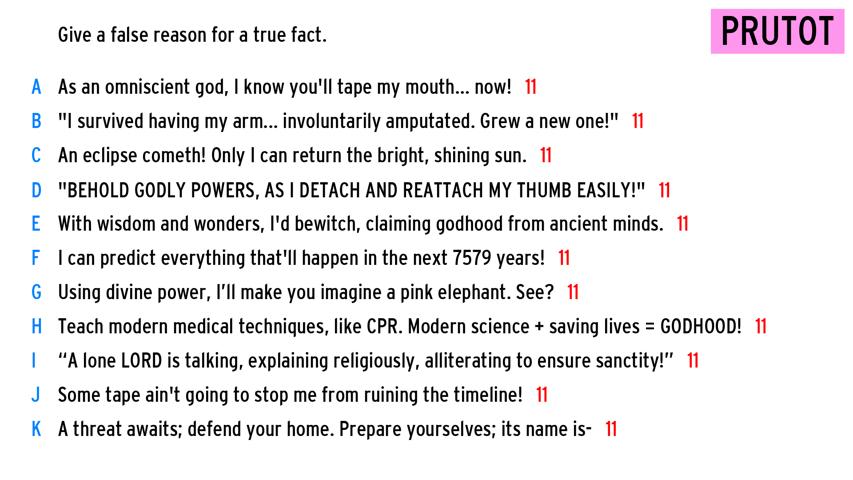 Give a false reason for a true fact.
PRUTOT
A As an omniscient god, I know you'll tape my mouth... now! 11
B "I survived having my arm... involuntarily amputated. Grew a new one!" 11
C An eclipse cometh! Only I can return the bright, shining sun. 11
D "BEHOLD GODLY POWERS, AS I DETACH AND REATTACH MY THUMB EASILY!" 11
E With wisdom and wonders, I'd bewitch, claiming godhood from ancient minds. 11
F I can predict everything that'll happen in the next 7579 years! 11
G Using divine power, I’ll make you imagine a pink elephant. See? 11
H Teach modern medical techniques, like CPR. Modern science + saving lives = GODHOOD! 11
I “A lone LORD is talking, explaining religiously, alliterating to ensure sanctity!” 11
J Some tape ain't going to stop me from ruining the timeline! 11
K A threat awaits; defend your home. Prepare yourselves; its name is- 11